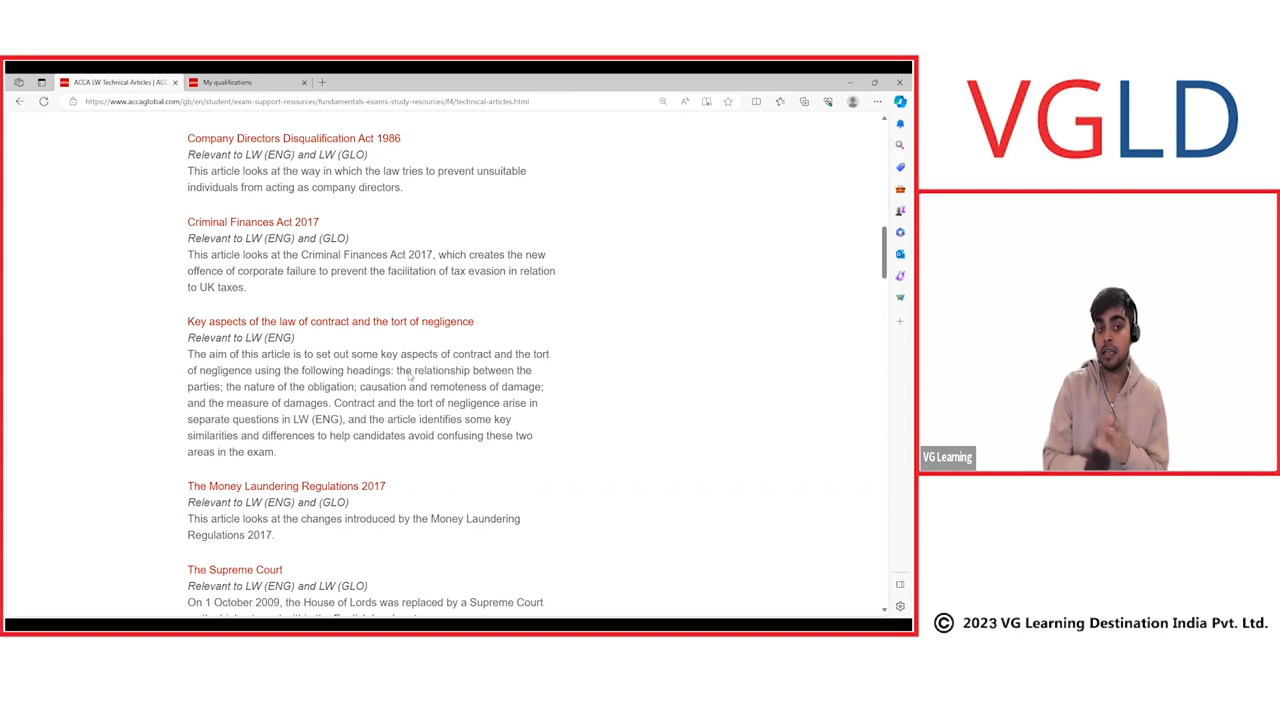 ACCA LW Technical Articles | ACC
My qualifications
https://www.accaglobal.com/gb/en/student/exam-support-resources/fundamentals-exams-study-resources/f4/technical-articles.html
Company Directors Disqualification Act 1986
Relevant to LW (ENG) and LW (GLO)
This article looks at the way in which the law tries to prevent unsuitable
individuals from acting as company directors.
Criminal Finances Act 2017
Relevant to LW (ENG) and (GLO)
This article looks at the Criminal Finances Act 2017, which creates the new
offence of corporate failure to prevent the facilitation of tax evasion in relation
to UK taxes.
Key aspects of the law of contract and the tort of negligence
Relevant to LW (ENG)
The aim of this article is to set out some key aspects of contract and the tort
of negligence using the following headings: the relationship between the
parties; the nature of the obligation; causation and remoteness of damage;
and the measure of damages. Contract and the tort of negligence arise in
separate questions in LW (ENG), and the article identifies some key
similarities and differences to help candidates avoid confusing these two
areas in the exam.
The Money Laundering Regulations 2017
Relevant to LW (ENG) and (GLO)
This article looks at the changes introduced by the Money Laundering
Regulations 2017.
The Supreme Court
Relevant to LW (ENG) and LW (GLO)
On 1 October 2009, the House of Lords was replaced by a Supreme Court
VGLD
VG Learning
© 2023 VG Learning Destination India Pvt. Ltd.